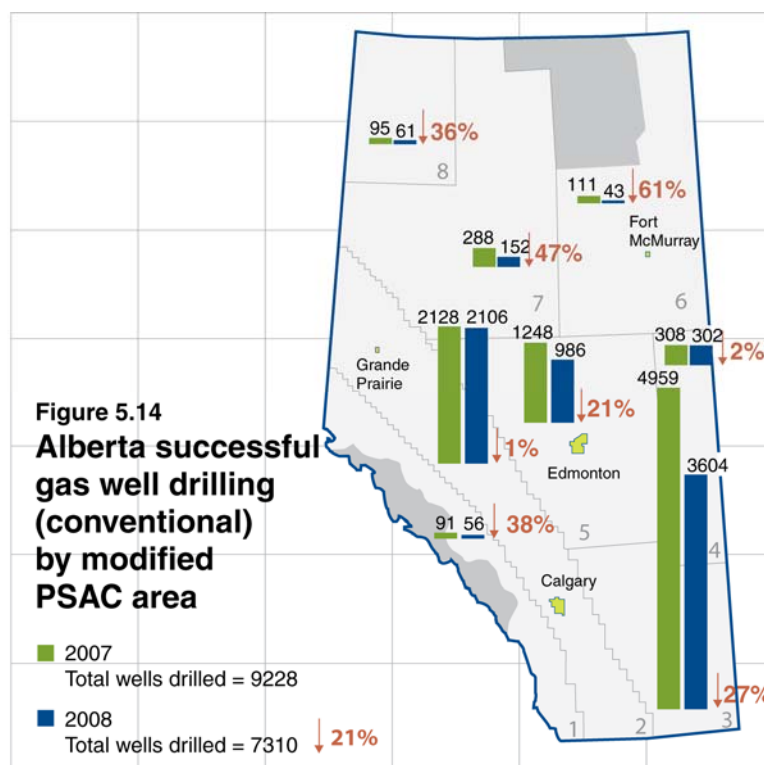 95 61 36%
8
111 43 61%
Fort
McMurray
288 152 47%
7
6
2128 2106
1248
986
308 302
2%
4959
Grande
Prairie
21%
1%
Edmonton
3604
Figure 5.14
Alberta successful
gas well drilling
(conventional)
by modified
PSAC area
91 56 38%
5
4
Calgary
2007
Total wells drilled = 9228
2008
Total wells drilled = 7310 21%
27%
1
2
3